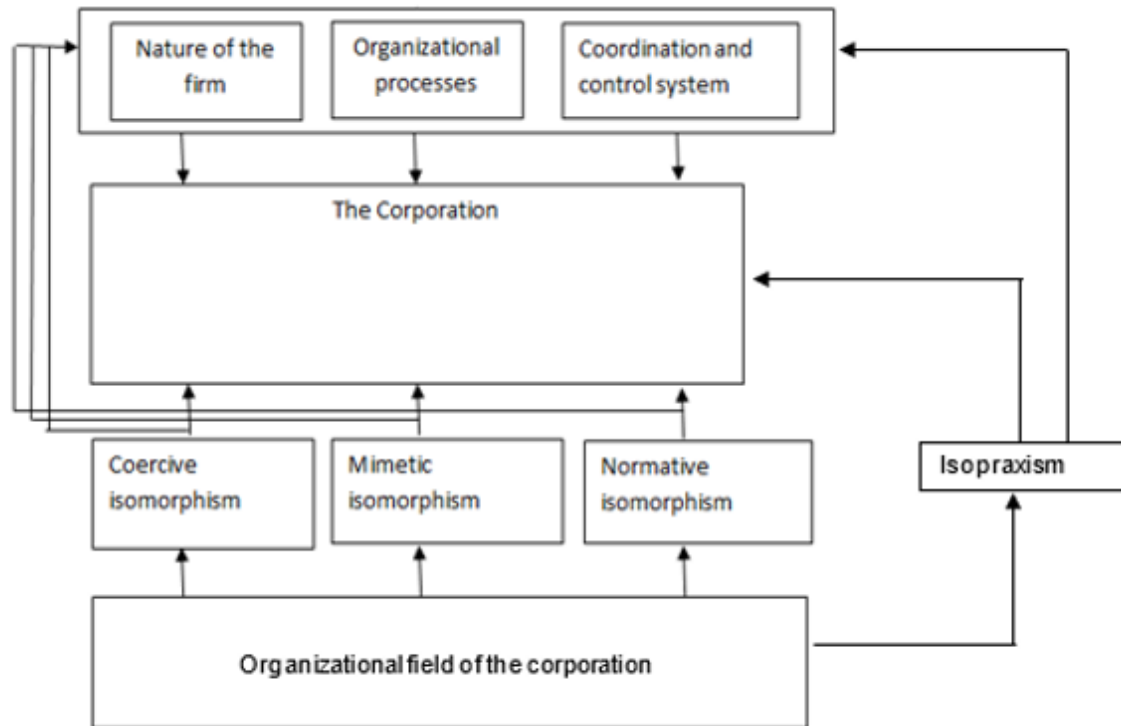 Nature of the
firm
Organizational
processes
Coordination and
control system
The Corporation
Coercive
isomorphism
Mimetic
isomorphism
Normative
isomorphism
Isopraxism
Organizational field of the corporation